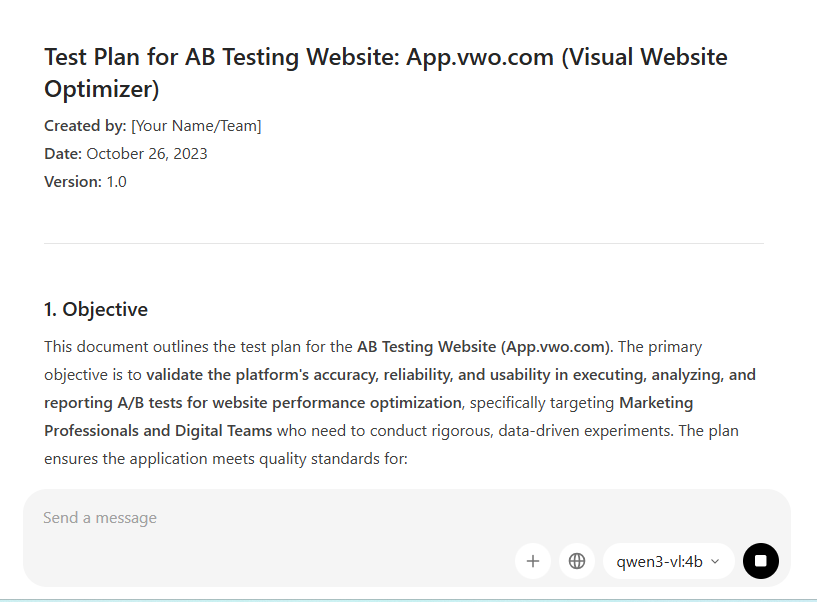 Test Plan for AB Testing Website: App.vwo.com (Visual Website
Optimizer)
Created by: [Your Name/Team]
Date: October 26, 2023
Version: 1.0
1. Objective
This document outlines the test plan for the AB Testing Website (App.vwo.com). The primary
objective is to validate the platform's accuracy, reliability, and usability in executing, analyzing, and
reporting A/B tests for website performance optimization, specifically targeting Marketing
Professionals and Digital Teams who need to conduct rigorous, data-driven experiments. The plan
ensures the application meets quality standards for:
Send a message
qwen3-vl:4b